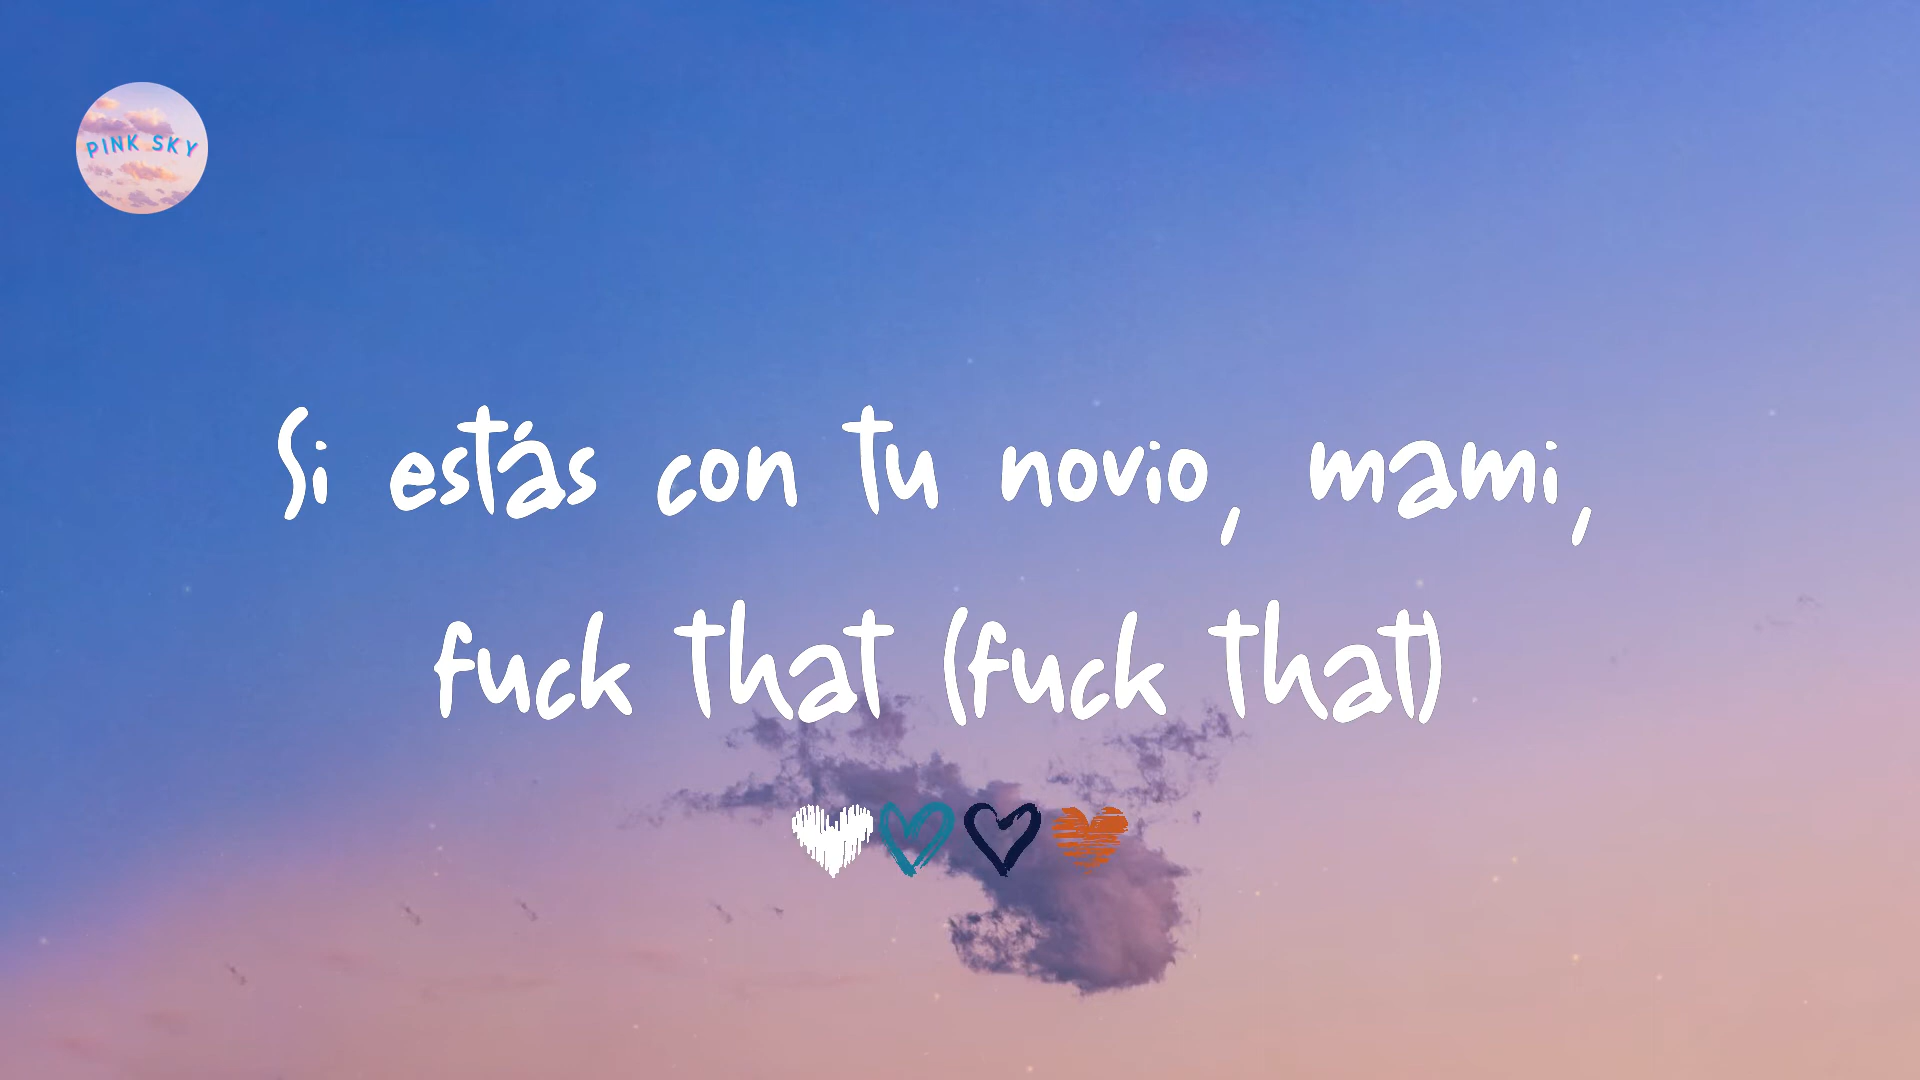 PINK SKY
Si estás con tu novio, mami,
fuck that (fuck that)